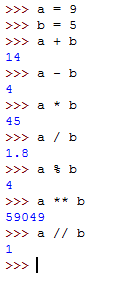 >>> a = 9
>>> b = 5
>>> a + b
14
>>> a - b
4
>>> a * b
45
>>> a / b
1.8
>>> a % b
4
>>> a ** b
59049
>>> a // b
1
>>>